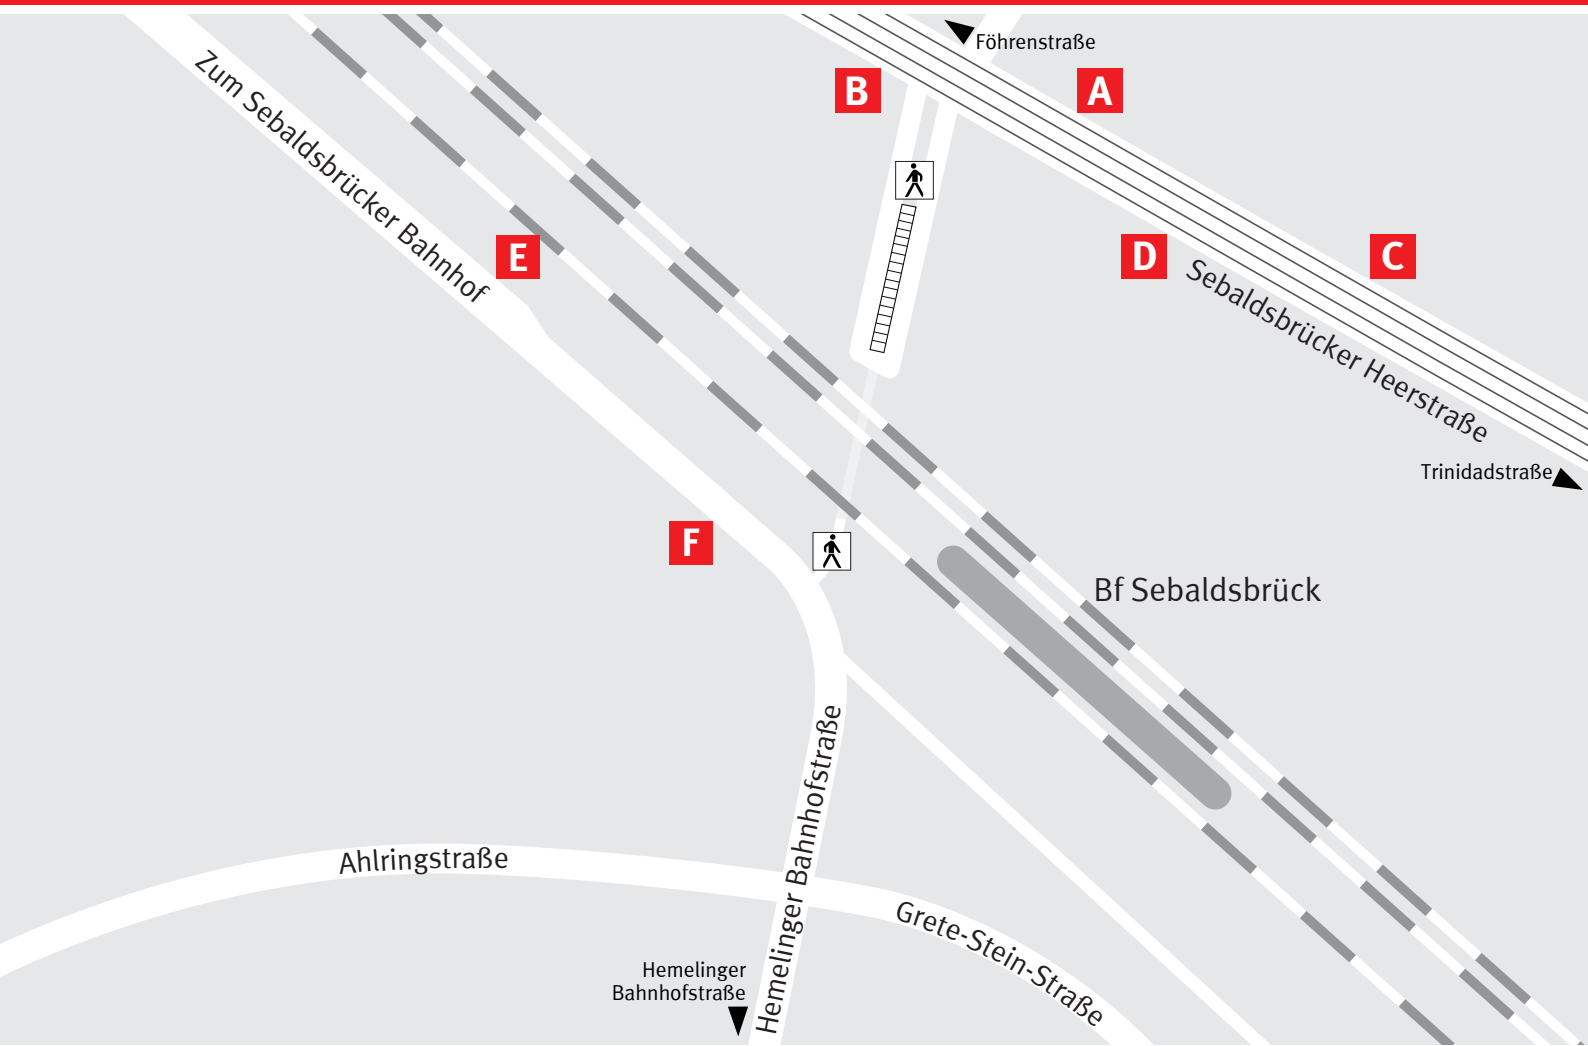 Föhrenstraße
B
A
Zum Sebaldsbrücker Bahnhof
E
D
C
Sebaldsbrücker Heerstraße
Trinidadstraße
F
Bf Sebaldsbrück
Hemelinger Bahnhofstraße
Ahlringstraße
Grete-Stein-Straße
Hemelinger
Bahnhofstraße